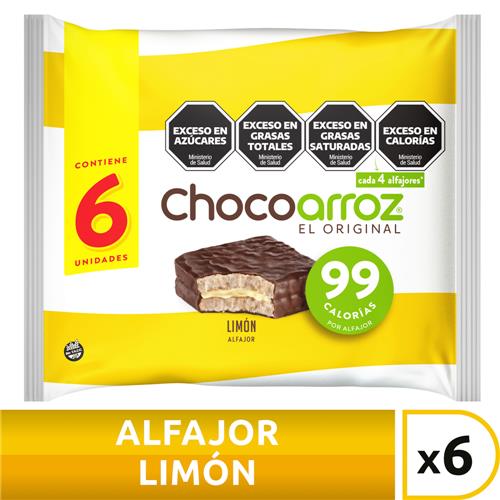 CONTIENE
6
UNIDADES
EXCESO EN
AZÚCARES
Ministerio
de Salud
EXCESO EN
GRASAS
TOTALES
Ministerio
de Salud
EXCESO EN
GRASAS
SATURADAS
Ministerio
de Salud
EXCESO EN
CALORÍAS
Ministerio
de Salud
cada 4 alfajores*
Chocoarroz®
EL ORIGINAL
99
CALORÍAS
POR ALFAJOR
LIMÓN
ALFAJOR
SIN TACC
ALFAJOR
LIMÓN
x6